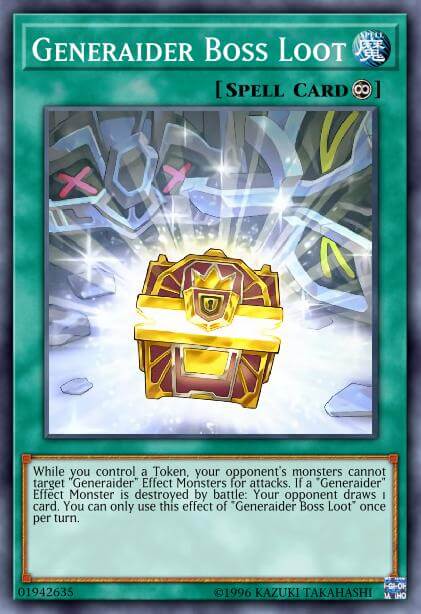 Generaider Boss Loot
SPELL
魔
[Spell Card]
While you control a Token, your opponent's monsters cannot
target "Generaider" Effect Monsters for attacks. If a "Generaider"
Effect Monster is destroyed by battle: Your opponent draws 1
card. You can only use this effect of "Generaider Boss Loot" once
per turn.
01942635
©1996 KAZUKI TAKAHASHI